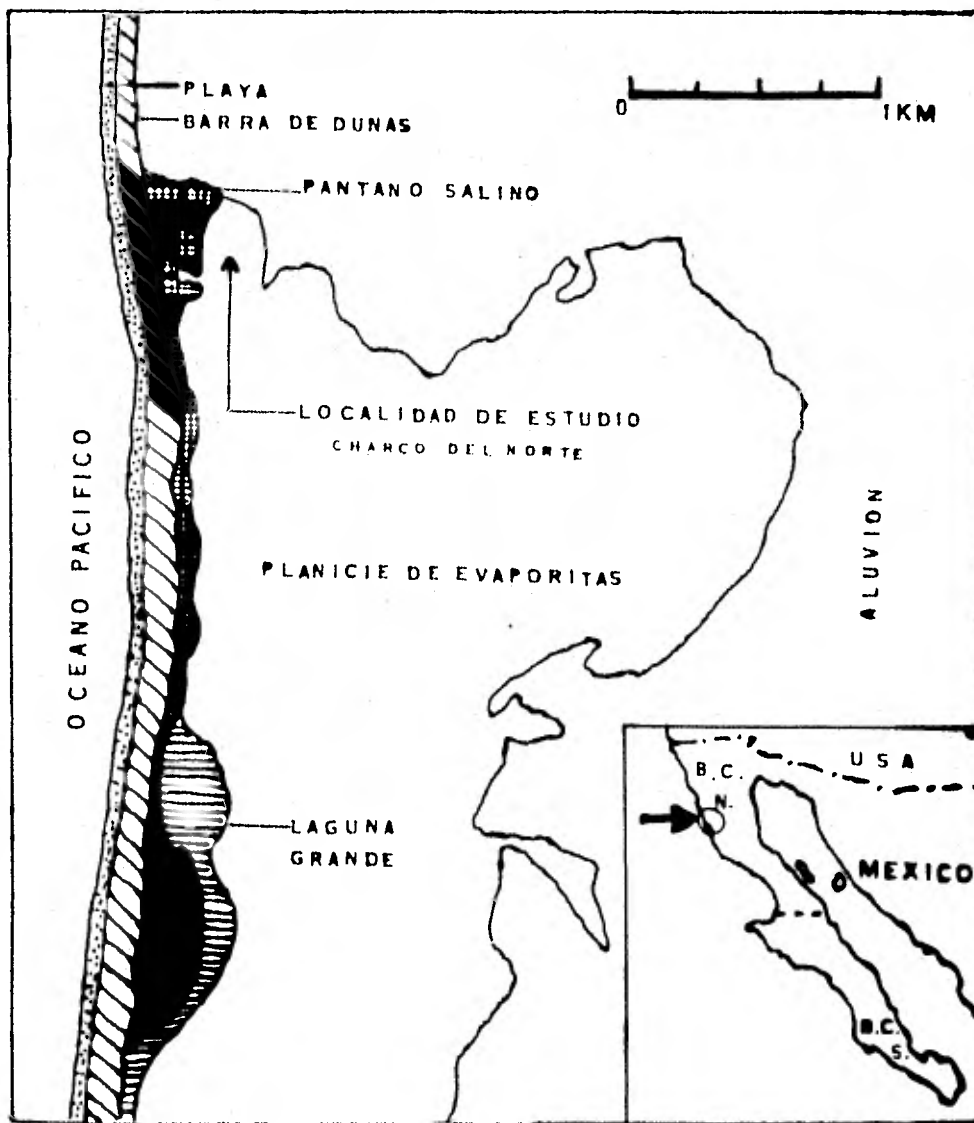 PLAYA
BARRA DE DUNAS
0 1KM
PANTANO SALINO
LOCALIDAD DE ESTUDIO
CHARCO DEL NORTE
OCEANO PACIFICO
PLANICIE DE EVAPORITAS
ALUVION
LAGUNA
GRANDE
USA
B.C.
N.
MEXICO
B.C.
S.